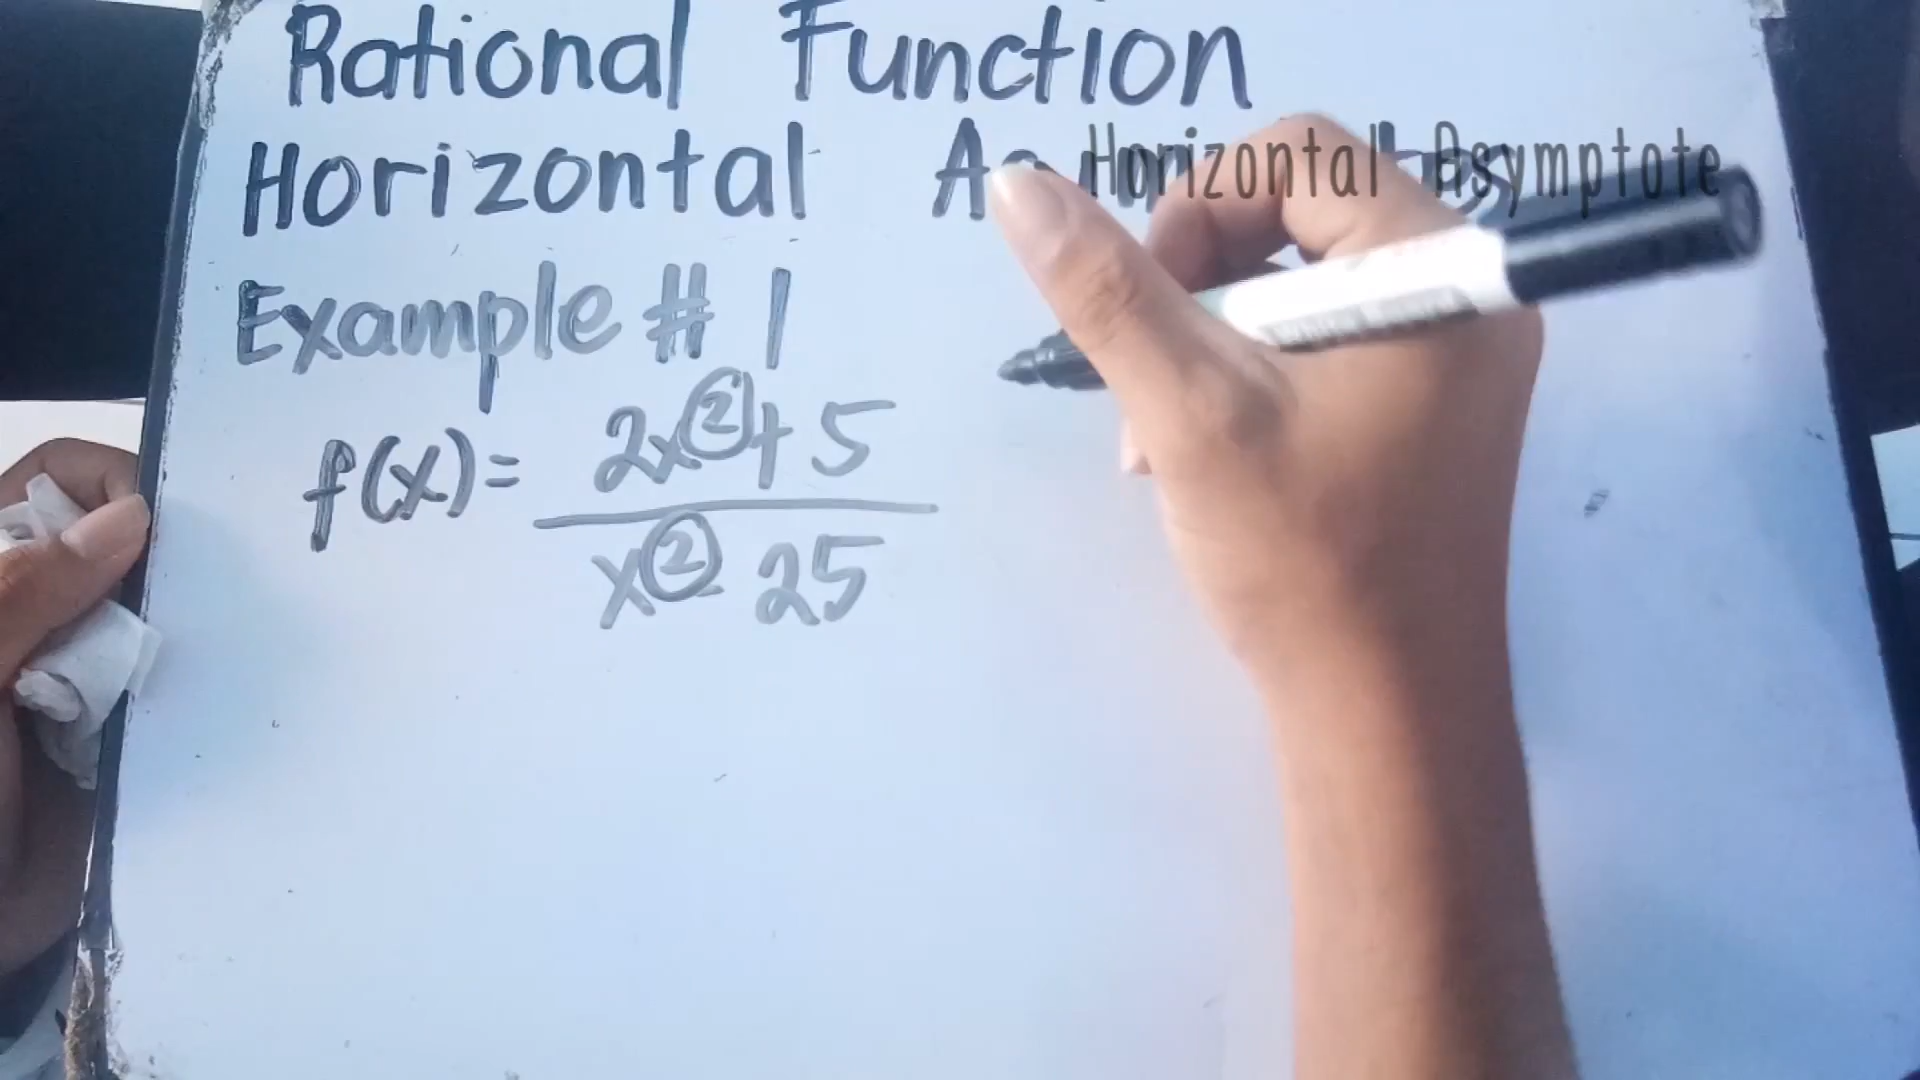 Rational Function
Horizontal
Horizontal Asymptote
Example # 1
f(x) = 2x² + 5
x² - 25